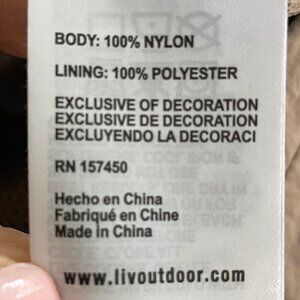 BODY: 100% NYLON
LINING: 100% POLYESTER
EXCLUSIVE OF DECORATION
EXCLUSIVE DE DECORATION
EXCLUYENDO LA DECORACI
RN 157450
Hecho en China
Fabriqué en Chine
Made in China
www.livoutdoor.com